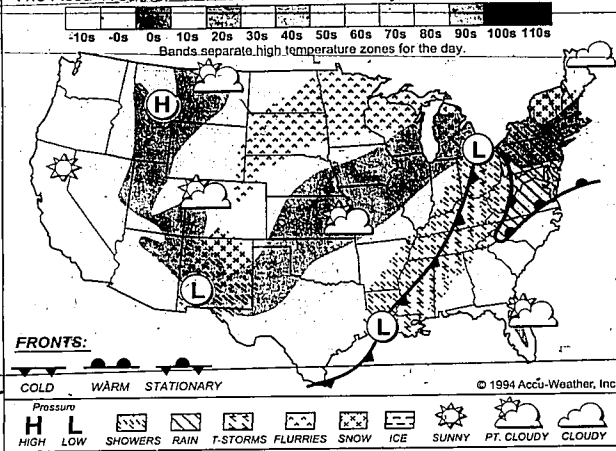 -10s -0s 0s 10s 20s 30s 40s 50s 60s 70s 80s 90s 100s 110s
Bands separate high temperature zones for the day.
H
L
L
L
FRONTS:
COLD WARM STATIONARY
© 1994 Accu-Weather, Inc
Pressure
H L
HIGH LOW SHOWERS RAIN T-STORMS FLURRIES SNOW ICE SUNNY PT. CLOUDY CLOUDY